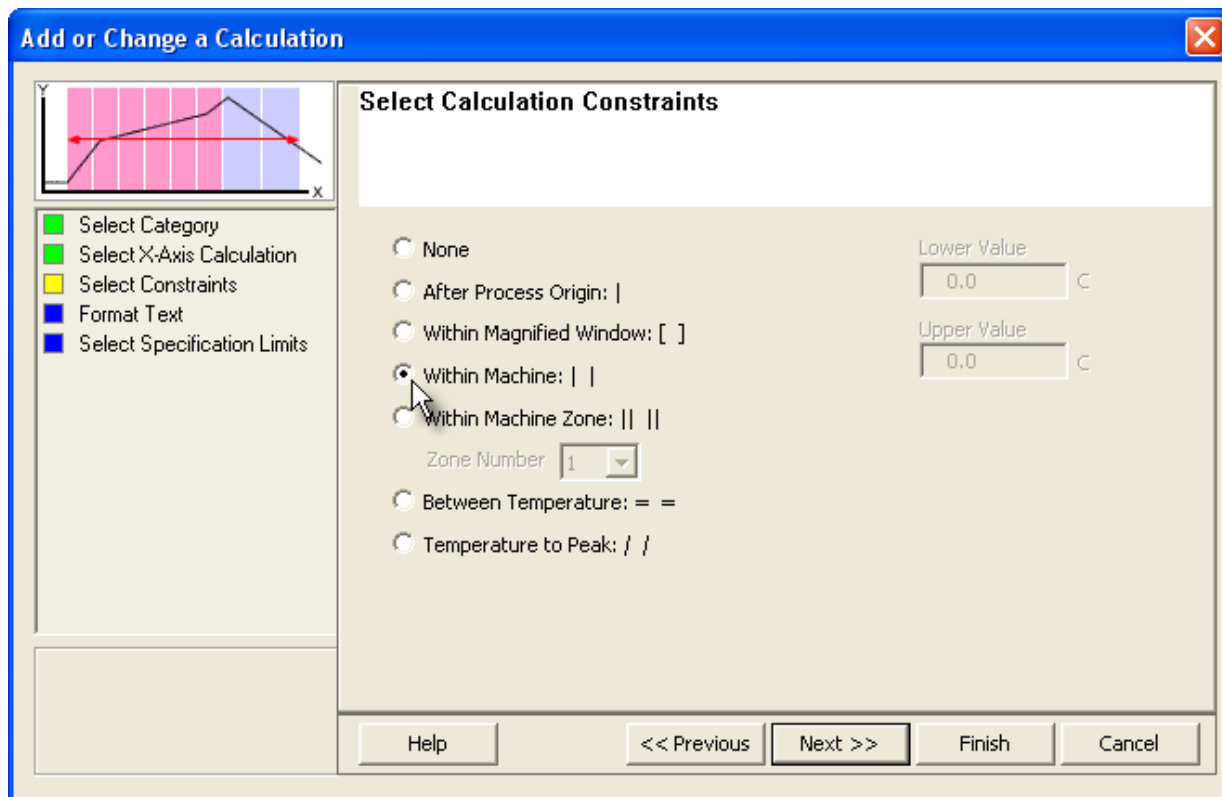 Add or Change a Calculation
Y
X
Select Category
Select X-Axis Calculation
Select Constraints
Format Text
Select Specification Limits
Select Calculation Constraints
None
After Process Origin: |
Within Magnified Window: [ ]
Within Machine: | |
Within Machine Zone: || ||
Zone Number 1
Between Temperature: = =
Temperature to Peak: / /
Lower Value
0.0 C
Upper Value
0.0 C
Help << Previous Next >> Finish Cancel